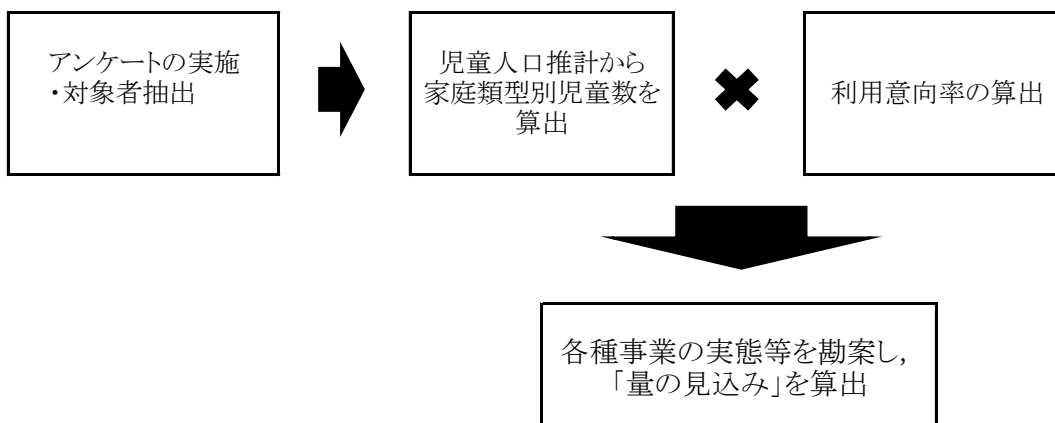 アンケートの実施
・対象者抽出
児童人口推計から
家庭類型別児童数を
算出
利用意向率の算出
各種事業の実態等を勘案し，
「量の見込み」を算出